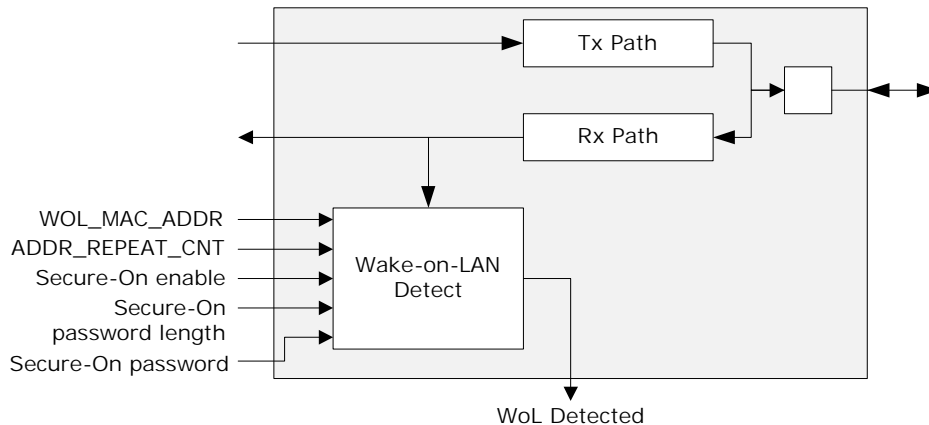 Tx Path
Rx Path
WOL_MAC_ADDR
ADDR_REPEAT_CNT
Secure-On enable
Secure-On
password length
Secure-On password
Wake-on-LAN
Detect
WoL Detected